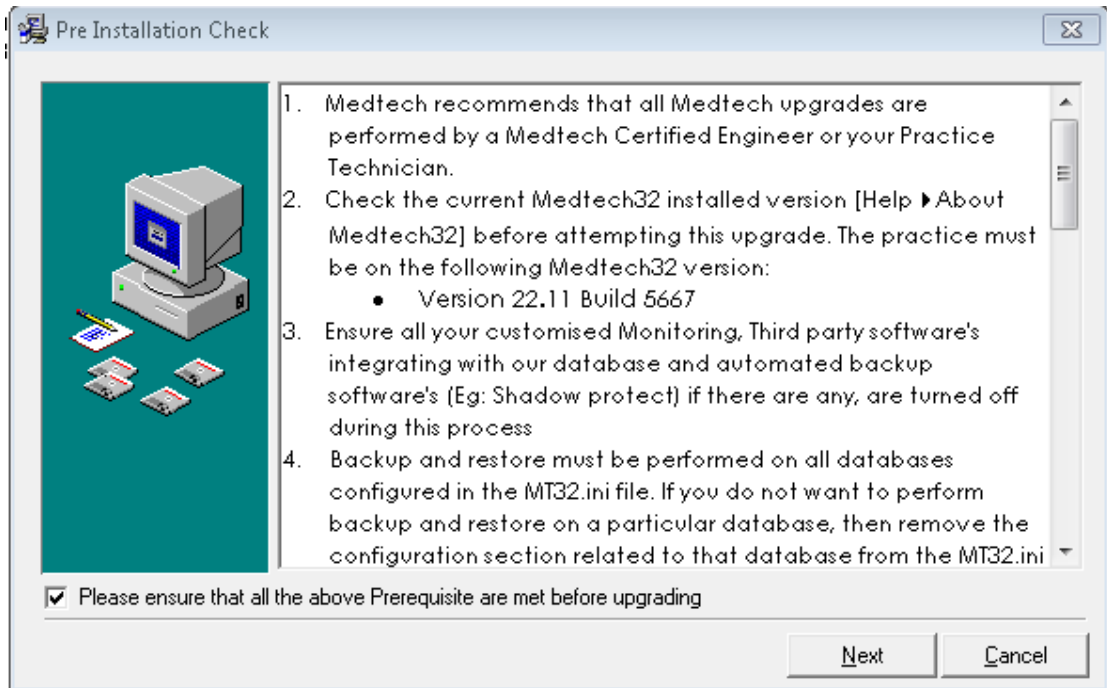 Pre Installation Check
1. Medtech recommends that all Medtech upgrades are
performed by a Medtech Certified Engineer or your Practice
Technician.
2. Check the current Medtech32 installed version [Help ▶ About
Medtech32] before attempting this upgrade. The practice must
be on the following Medtech32 version:
• Version 22.11 Build 5667
3. Ensure all your customised Monitoring, Third party software's
integrating with our database and automated backup
software's (Eg: Shadow protect) if there are any, are turned off
during this process
4. Backup and restore must be performed on all databases
configured in the MT32.ini file. If you do not want to perform
backup and restore on a particular database, then remove the
configuration section related to that database from the MT32.ini
Please ensure that all the above Prerequisite are met before upgrading
Next
Cancel